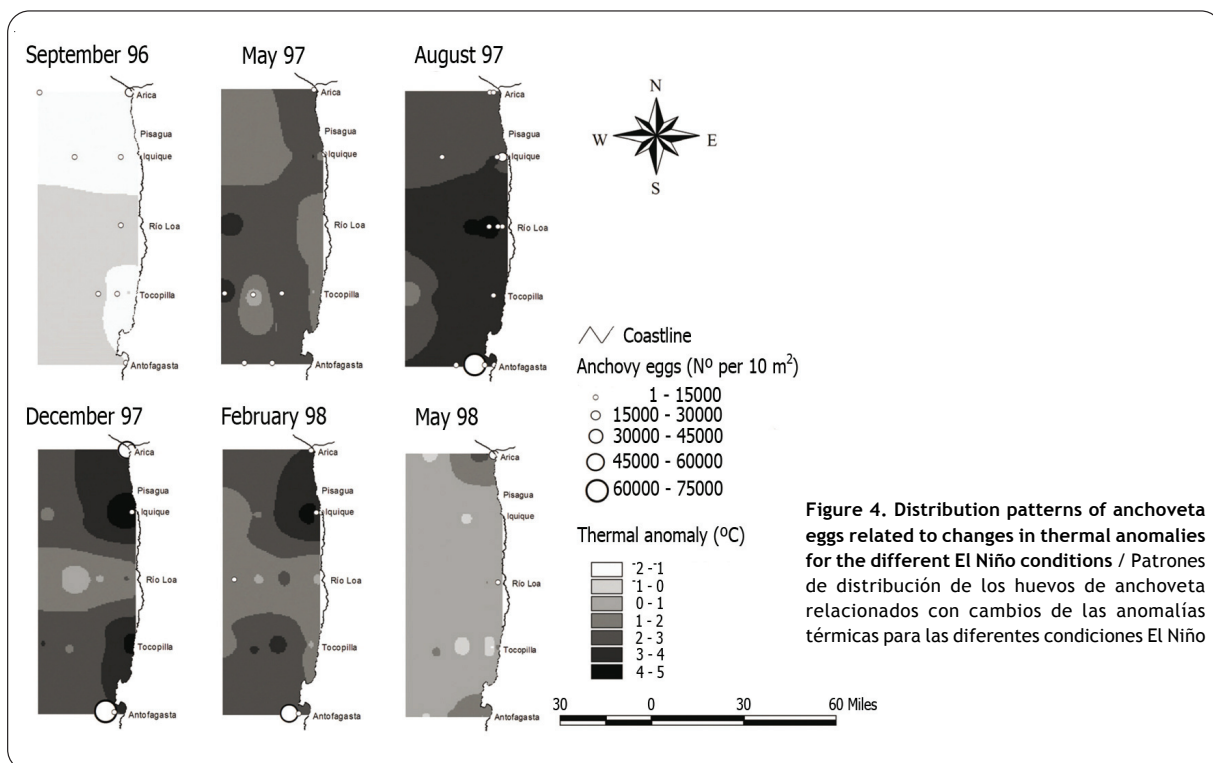 September 96
Arica
Pisagua
Iquique
Río Loa
Tocopilla
Antofagasta
May 97
Arica
Pisagua
Iquique
Río Loa
Tocopilla
Antofagasta
August 97
Arica
Pisagua
Iquique
Río Loa
Tocopilla
Antofagasta
N
W E
S
December 97
Arica
Pisagua
Iquique
Río Loa
Tocopilla
Antofagasta
February 98
Arica
Pisagua
Iquique
Río Loa
Tocopilla
Antofagasta
May 98
Arica
Pisagua
Iquique
Río Loa
Tocopilla
Antofagasta
Coastline
Anchovy eggs (Nº per 10 m²)
1 - 15000
15000 - 30000
30000 - 45000
45000 - 60000
60000 - 75000
Thermal anomaly (ºC)
-2 - -1
-1 - 0
0 - 1
1 - 2
2 - 3
3 - 4
4 - 5
30 0 30 60 Miles
Figure 4. Distribution patterns of anchoveta
eggs related to changes in thermal anomalies
for the different El Niño conditions / Patrones
de distribución de los huevos de anchoveta
relacionados con cambios de las anomalías
térmicas para las diferentes condiciones El Niño